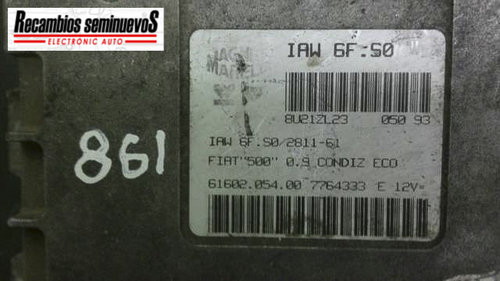 Recambios seminuevos
ELECTRONIC AUTO
IAW 6F.S0
8U21ZL23 050 93
861
IAW 6F.S0/2811-61
FIAT"500" 0.9 CONDIZ ECO
61602.054.00 7764333 E 12V=